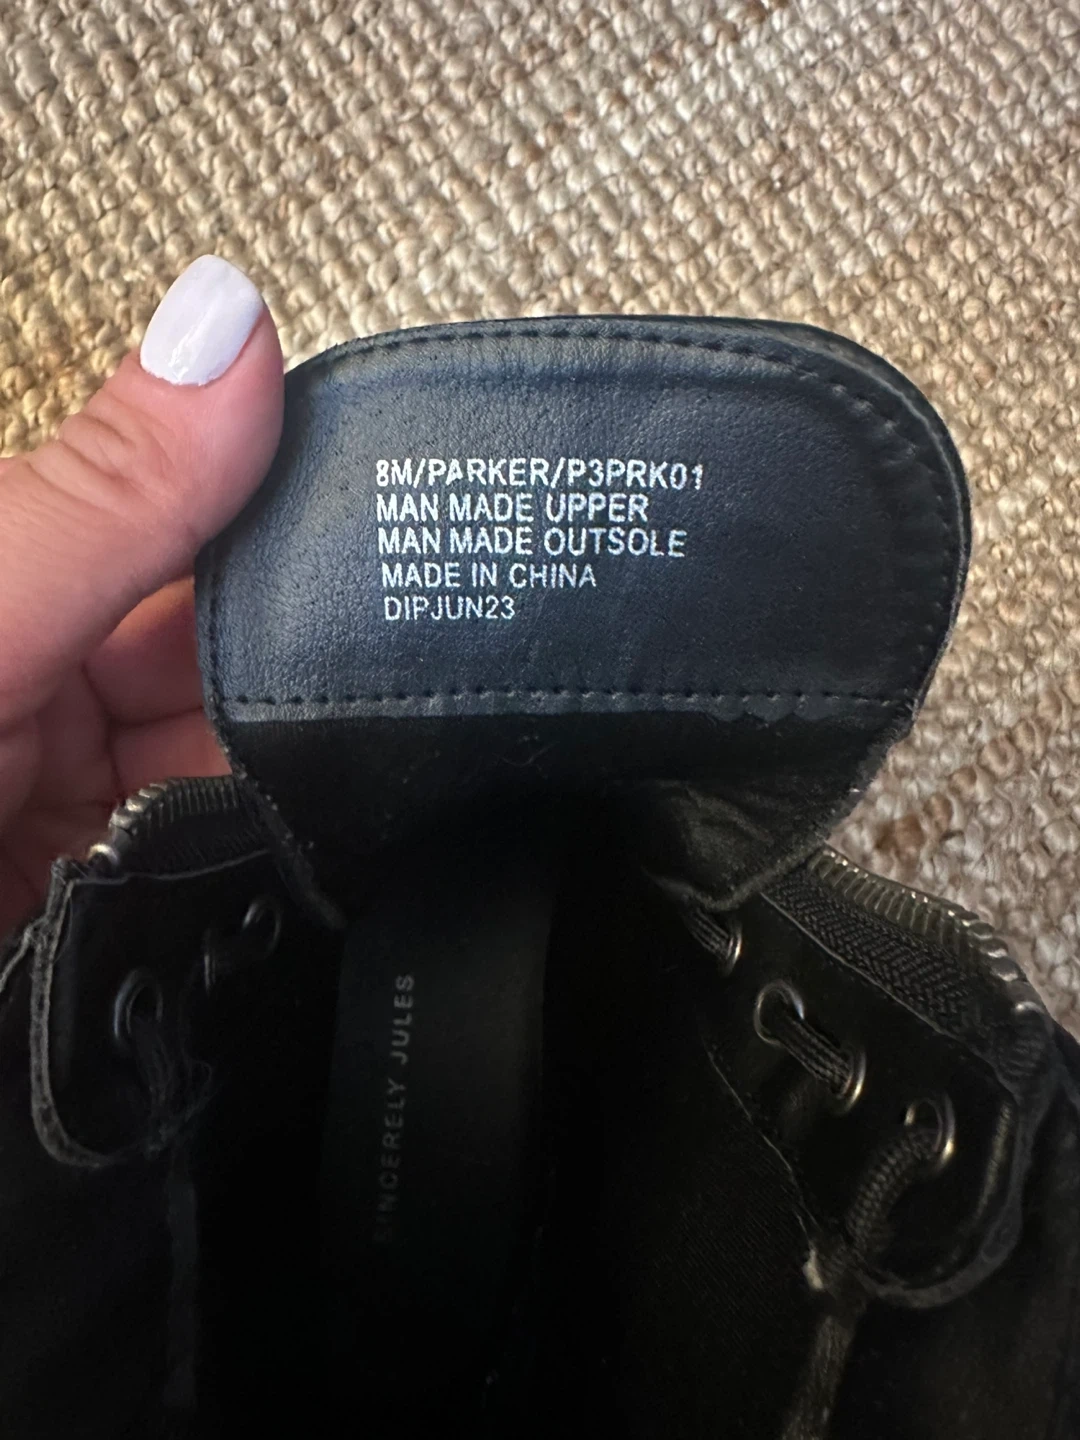 8M/PARKER/P3PRK01
MAN MADE UPPER
MAN MADE OUTSOLE
MADE IN CHINA
DIPJUN23
SINCERELY JULES